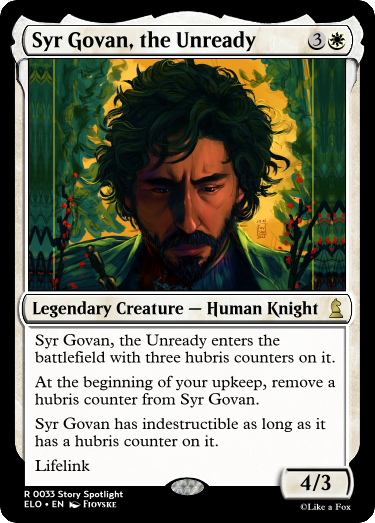 Syr Govan, the Unready 3
Legendary Creature — Human Knight
Syr Govan, the Unready enters the
battlefield with three hubris counters on it.
At the beginning of your upkeep, remove a
hubris counter from Syr Govan.
Syr Govan has indestructible as long as it
has a hubris counter on it.
Lifelink
4/3
R 0033 Story Spotlight
ELO • EN Fiovske
©Like a Fox